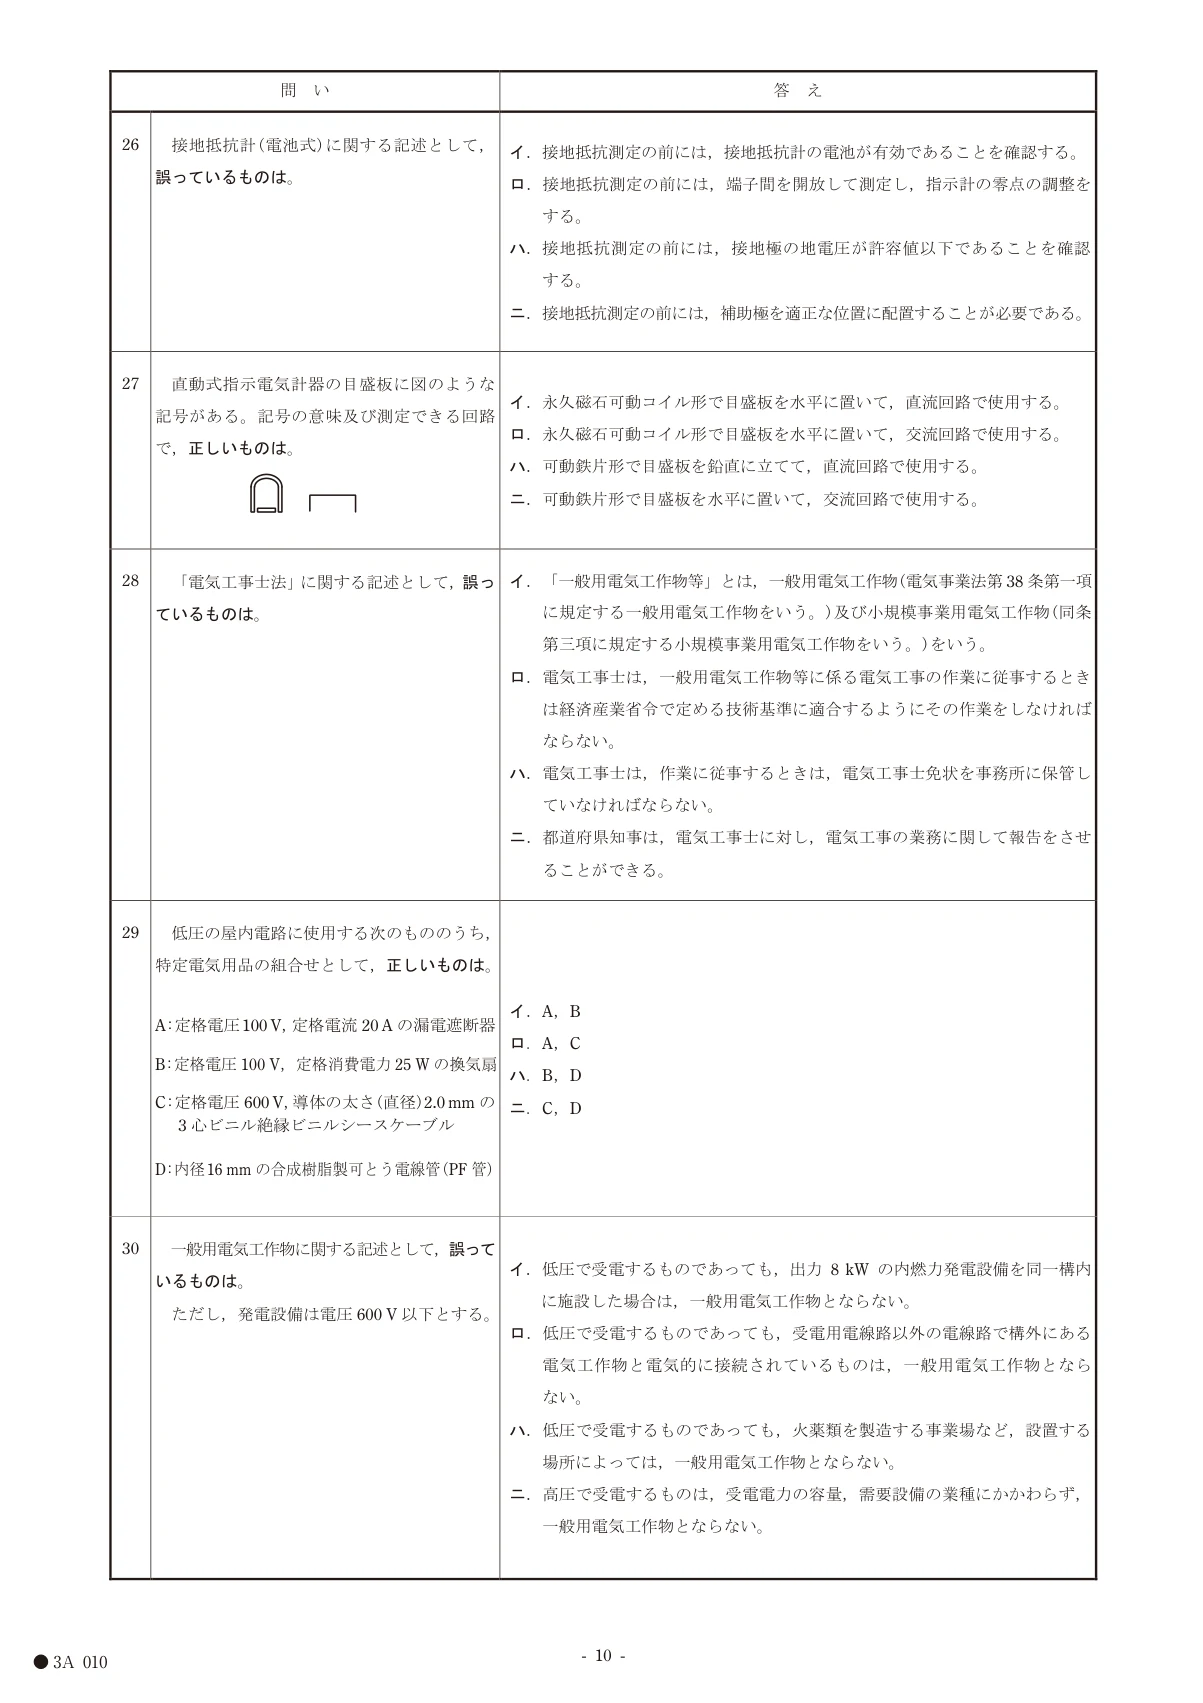 問　い
答　え
26
接地抵抗計(電池式)に関する記述として，
誤っているものは。
イ．接地抵抗測定の前には，接地抵抗計の電池が有効であることを確認する。
ロ．接地抵抗測定の前には，端子間を開放して測定し，指示計の零点の調整を
する。
ハ．接地抵抗測定の前には，接地極の地電圧が許容値以下であることを確認
する。
ニ．接地抵抗測定の前には，補助極を適正な位置に配置することが必要である。
27
直動式指示電気計器の目盛板に図のような
記号がある。記号の意味及び測定できる回路
で，正しいものは。
イ．永久磁石可動コイル形で目盛板を水平に置いて，直流回路で使用する。
ロ．永久磁石可動コイル形で目盛板を水平に置いて，交流回路で使用する。
ハ．可動鉄片形で目盛板を鉛直に立てて，直流回路で使用する。
ニ．可動鉄片形で目盛板を水平に置いて，交流回路で使用する。
28
「電気工事士法」に関する記述として，誤っ
ているものは。
イ．「一般用電気工作物等」とは，一般用電気工作物(電気事業法第 38 条第一項
に規定する一般用電気工作物をいう。)及び小規模事業用電気工作物(同条
第三項に規定する小規模事業用電気工作物をいう。)をいう。
ロ．電気工事士は，一般用電気工作物等に係る電気工事の作業に従事するとき
は経済産業省令で定める技術基準に適合するようにその作業をしなければ
ならない。
ハ．電気工事士は，作業に従事するときは，電気工事士免状を事務所に保管し
ていなければならない。
ニ．都道府県知事は，電気工事士に対し，電気工事の業務に関して報告をさせ
ることができる。
29
低圧の屋内電路に使用する次のもののうち，
特定電気用品の組合せとして，正しいものは。
A：定格電圧 100 V，定格電流 20 A の漏電遮断器
B：定格電圧 100 V，定格消費電力 25 W の換気扇
C：定格電圧 600 V，導体の太さ(直径)2.0 mm の
3 心ビニル絶縁ビニルシースケーブル
D：内径 16 mm の合成樹脂製可とう電線管(PF 管)
イ．A，B
ロ．A，C
ハ．B，D
ニ．C，D
30
一般用電気工作物に関する記述として，誤って
いるものは。
ただし，発電設備は電圧 600 V 以下とする。
イ．低圧で受電するものであっても，出力 8 kW の内燃力発電設備を同一構内
に施設した場合は，一般用電気工作物とならない。
ロ．低圧で受電するものであっても，受電用電線路以外の電線路で構外にある
電気工作物と電気的に接続されているものは，一般用電気工作物となら
ない。
ハ．低圧で受電するものであっても，火薬類を製造する事業場など，設置する
場所によっては，一般用電気工作物とならない。
ニ．高圧で受電するものは，受電電力の容量，需要設備の業種にかかわらず，
一般用電気工作物とならない。
- 10 -
●3A 010